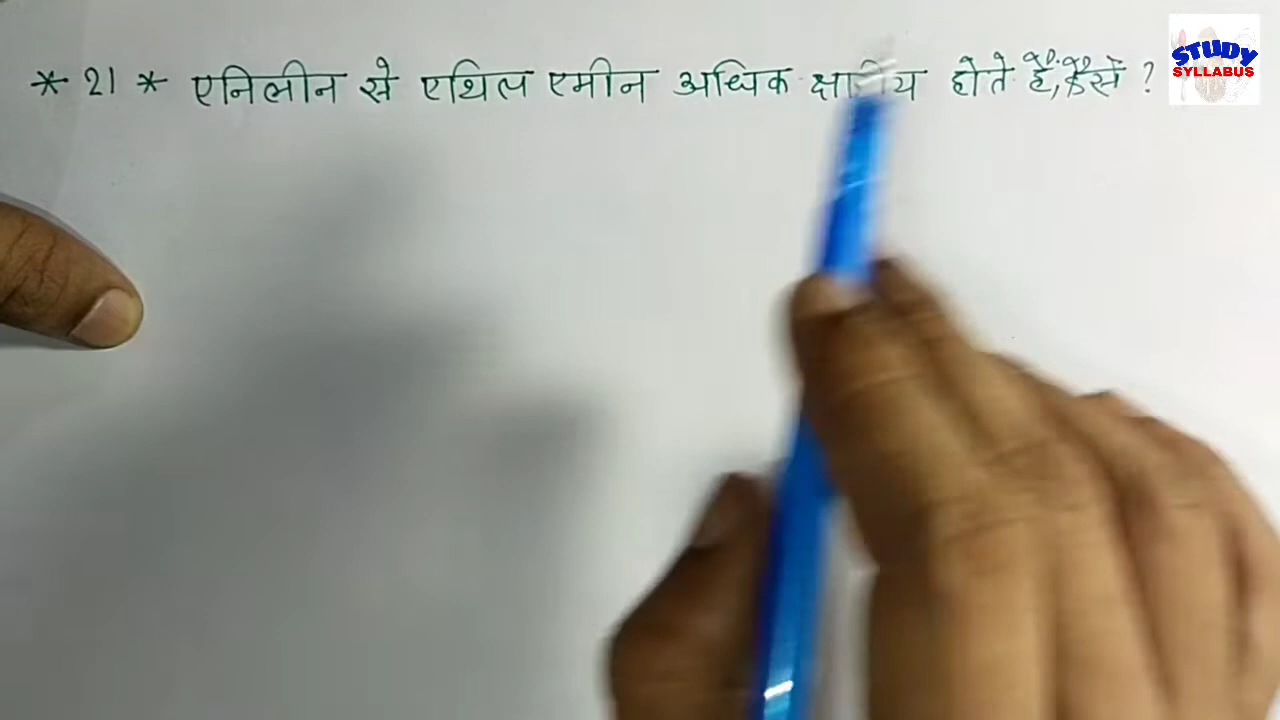 * 21 * एनिलीन से एथिल एमीन अधिक क्षारीय होते हैं, कैसे ?
STUDY
SYLLABUS